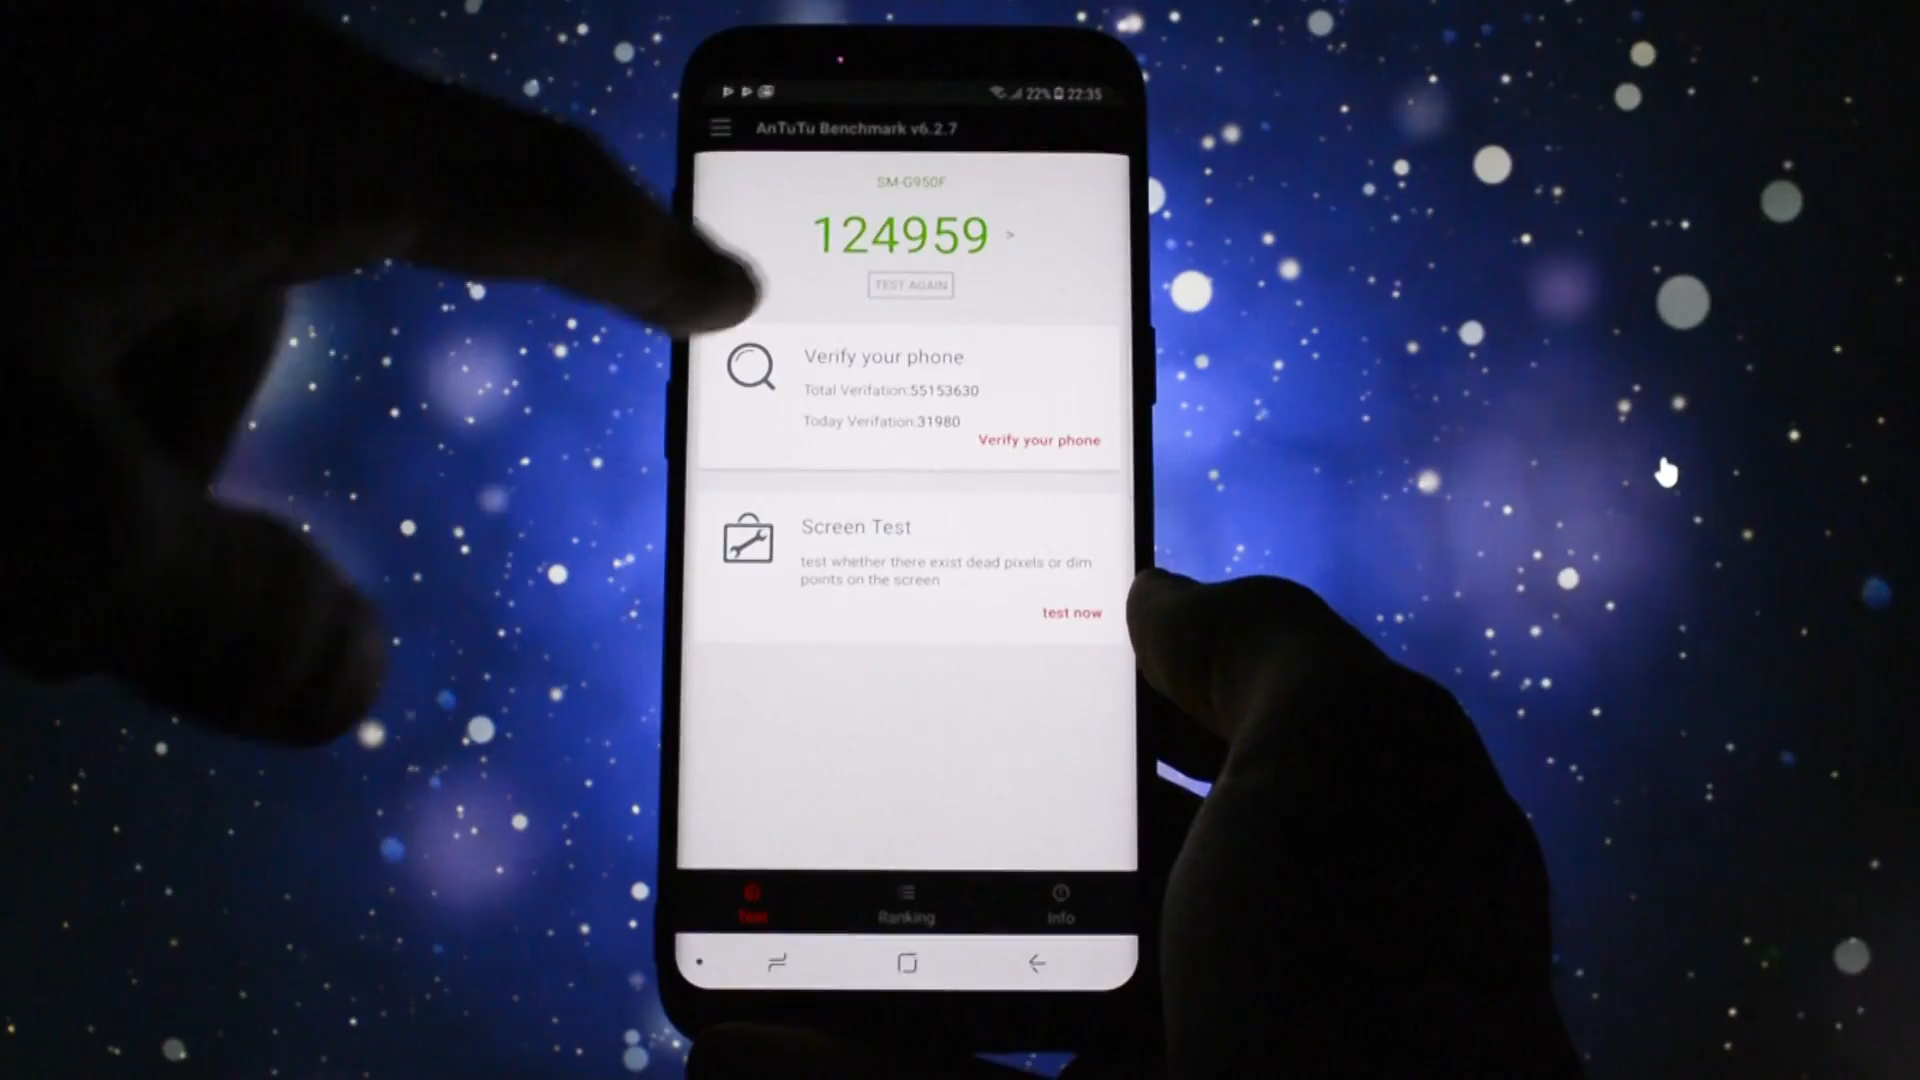 22% 22:35
AnTuTu Benchmark v6.2.7
SM-G950F
124959 >
TEST AGAIN
Verify your phone
Total Verifation:55153630
Today Verifation:31980
Verify your phone
Screen Test
test whether there exist dead pixels or dim
points on the screen
test now
Test
Ranking
Info